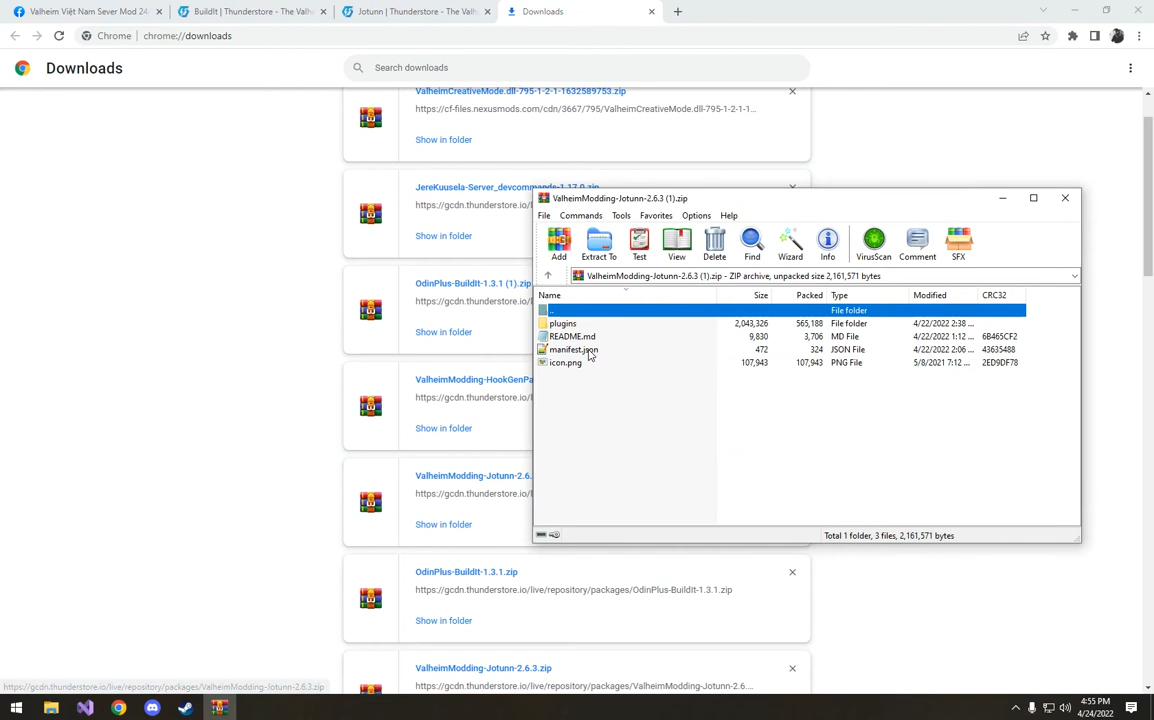 Valheim Việt Nam Sever Mod 24
BuildIt | Thunderstore - The Valh
Jotunn | Thunderstore - The Val
Downloads
Chrome | chrome://downloads
Downloads
Search downloads
ValheimCreativeMode.dll-795-1-2-1-1632589753.zip
https://cf-files.nexusmods.com/cdn/3667/795/ValheimCreativeMode.dll-795-1-2-1-1...
Show in folder
JereKuusela-Server_devcommands-1.17.0.zip
https://gcdn.thunderstore.io/l
Show in folder
OdinPlus-BuildIt-1.3.1 (1).zip
https://gcdn.thunderstore.io/l
Show in folder
ValheimModding-HookGenPa
https://gcdn.thunderstore.io/l
Show in folder
ValheimModding-Jotunn-2.6.
https://gcdn.thunderstore.io/l
Show in folder
OdinPlus-BuildIt-1.3.1.zip
https://gcdn.thunderstore.io/live/repository/packages/OdinPlus-BuildIt-1.3.1.zip
Show in folder
ValheimModding-Jotunn-2.6.3.zip
https://gcdn.thunderstore.io/live/repository/packages/ValheimModding-Jotunn-2.6...
ValheimModding-Jotunn-2.6.3 (1).zip
File Commands Tools Favorites Options Help
Add Extract To Test View Delete Find Wizard Info VirusScan Comment SFX
ValheimModding-Jotunn-2.6.3 (1).zip - ZIP archive, unpacked size 2,161,571 bytes
Name Size Packed Type Modified CRC32
.. File folder
plugins 2,043,326 565,188 File folder 4/22/2022 2:38 ...
README.md 9,830 3,706 MD File 4/22/2022 1:12 ... 6B465CF2
manifest.json 472 324 JSON File 4/22/2022 2:06 ... 43635488
icon.png 107,943 107,943 PNG File 5/8/2021 7:12 ... 2ED9DF78
Total 1 folder, 3 files, 2,161,571 bytes
https://gcdn.thunderstore.io/live/repository/packages/ValheimModding-Jotunn-2.6.3.zip
4:55 PM
4/24/2022